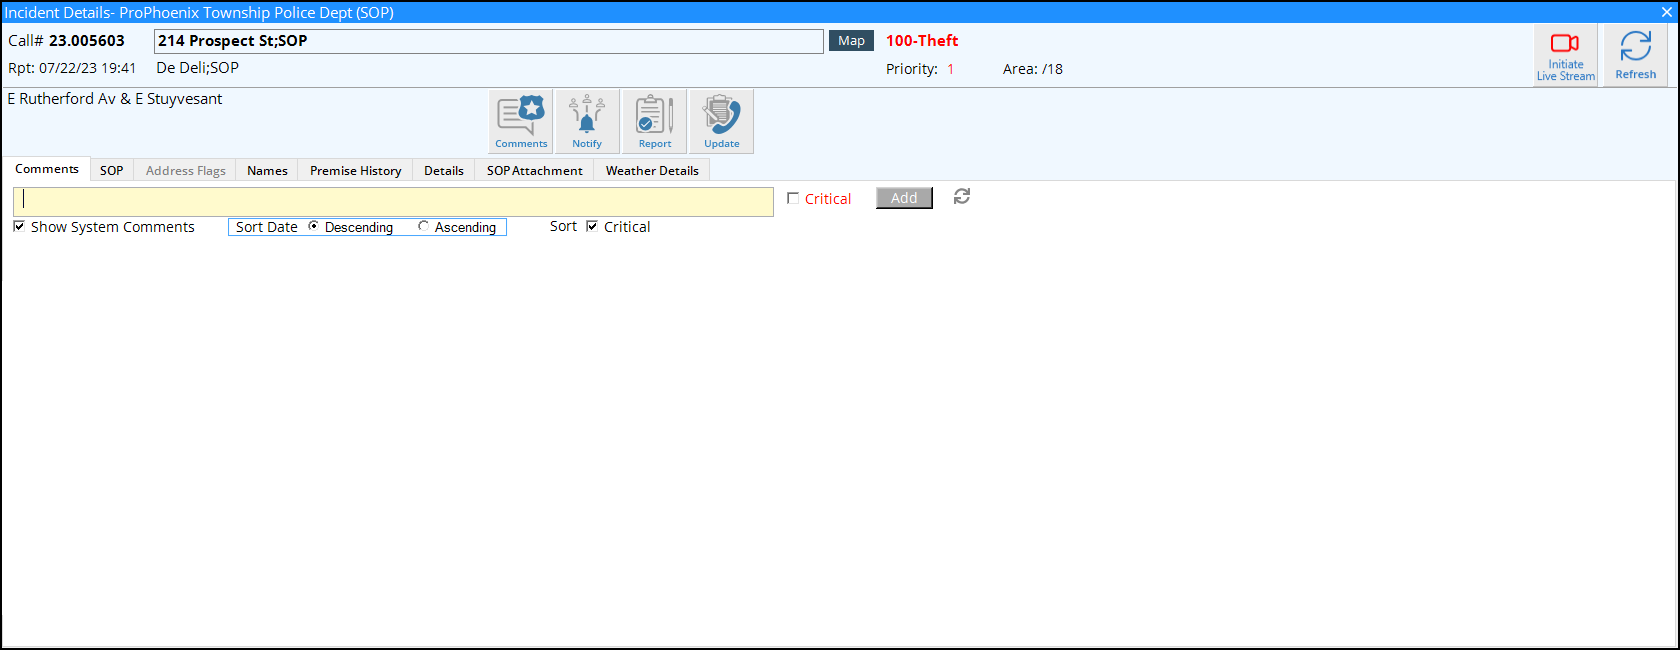 Incident Details- ProPhoenix Township Police Dept (SOP)
Call# 23.005603 214 Prospect St;SOP Map 100-Theft
Rpt: 07/22/23 19:41 De Deli;SOP Priority: 1 Area: /18
Initiate
Live Stream
Refresh
E Rutherford Av & E Stuyvesant
Comments Notify Report Update
Comments SOP Address Flags Names Premise History Details SOP Attachment Weather Details
Critical Add
Show System Comments Sort Date Descending Ascending Sort Critical